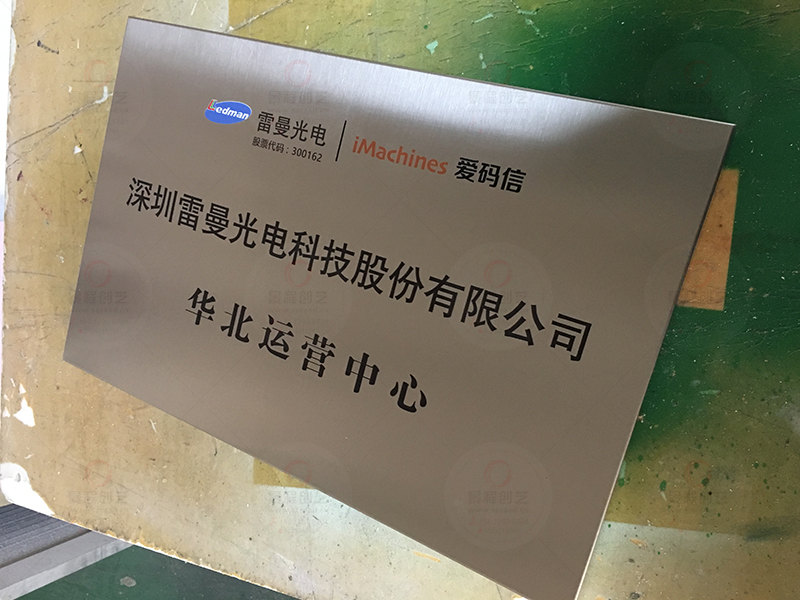 Ledman 雷曼光电 iMachines 爱码信
股票代码：300162
深圳雷曼光电科技股份有限公司
华北运营中心